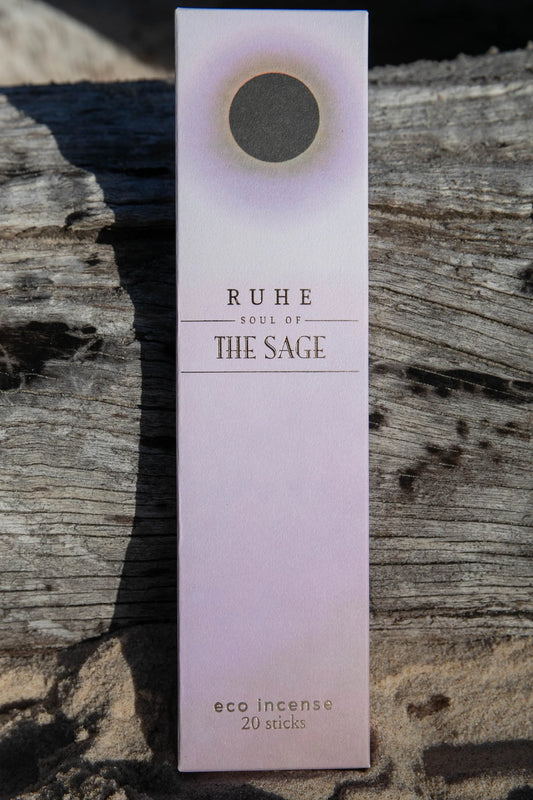 RUHE
SOUL OF
THE SAGE
eco incense
20 sticks